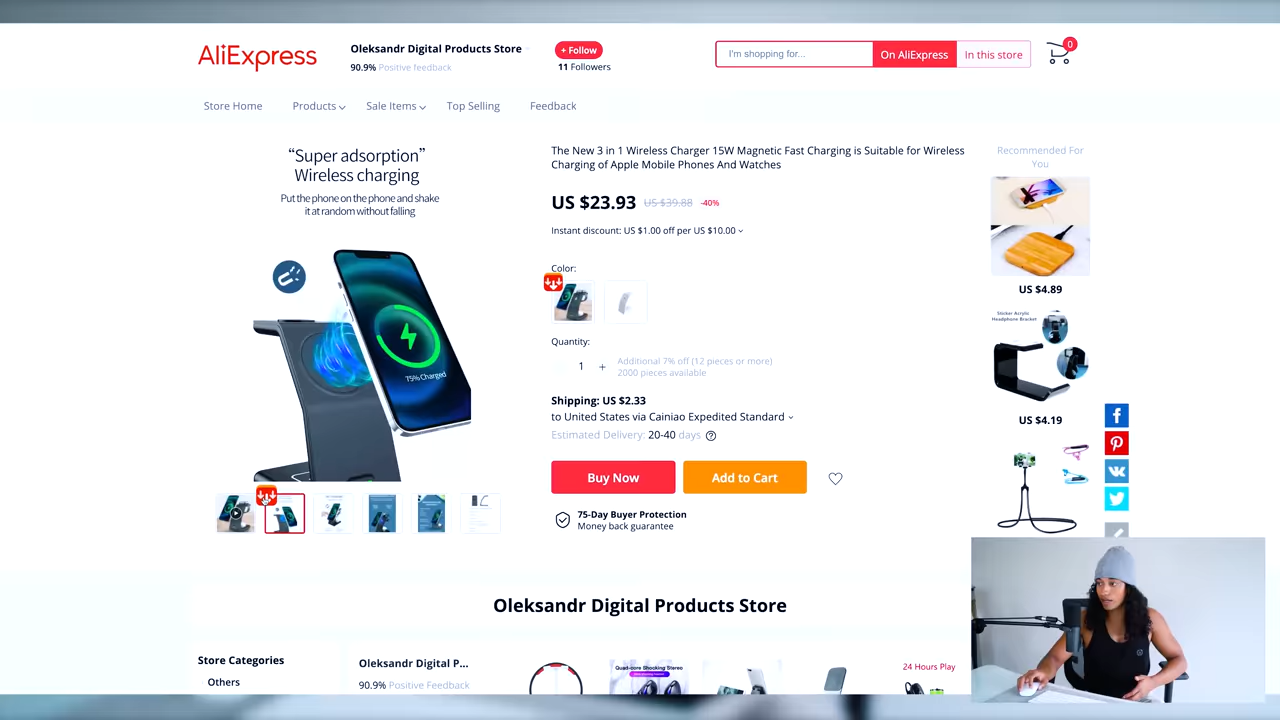 AliExpress
Oleksandr Digital Products Store
90.9% Positive feedback
+ Follow
11 Followers
I'm shopping for...
On AliExpress
In this store
0
Store Home
Products
Sale Items
Top Selling
Feedback
“Super adsorption”
Wireless charging
Put the phone on the phone and shake
it at random without falling
75% Charged
The New 3 in 1 Wireless Charger 15W Magnetic Fast Charging is Suitable for Wireless
Charging of Apple Mobile Phones And Watches
US $23.93 US $39.88 -40%
Instant discount: US $1.00 off per US $10.00
Color:
Quantity:
1 +
Additional 7% off (12 pieces or more)
2000 pieces available
Shipping: US $2.33
to United States via Cainiao Expedited Standard
Estimated Delivery: 20-40 days
Buy Now
Add to Cart
75-Day Buyer Protection
Money back guarantee
Recommended For
You
US $4.89
Sticker Acrylic
Headphone Bracket
US $4.19
Oleksandr Digital Products Store
Store Categories
Others
Oleksandr Digital P...
90.9% Positive Feedback
Quad-core Shocking Stereo
24 Hours Play